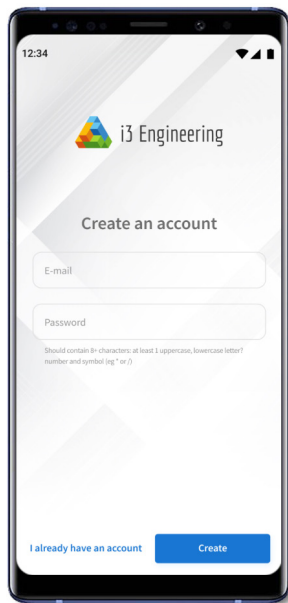 12:34
i3 Engineering
Create an account
E-mail
Password
Should contain 8+ characters: at least 1 uppercase, lowercase letter?
number and symbol (eg * or /)
I already have an account
Create